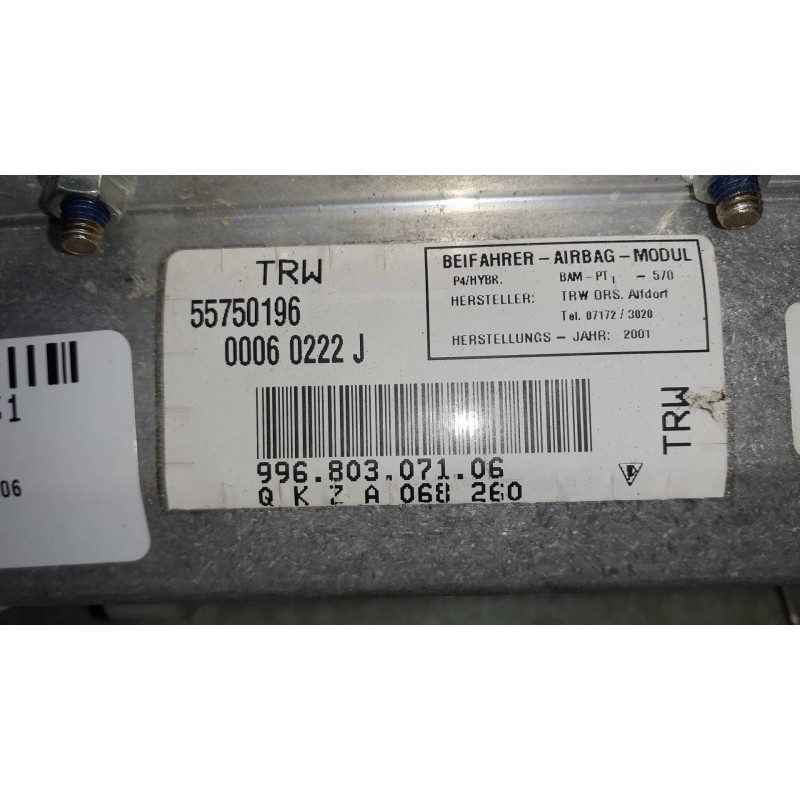 TRW
55750196
0006 0222 J
BEIFAHRER – AIRBAG – MODUL
P4/HYBR. BAM – PT1 – 570
HERSTELLER: TRW ORS. Alfdorf
Tel. 07172 / 3020
HERSTELLUNGS – JAHR: 2001
996.803.071.06
Q K Z A 068 260
TRW
1
06